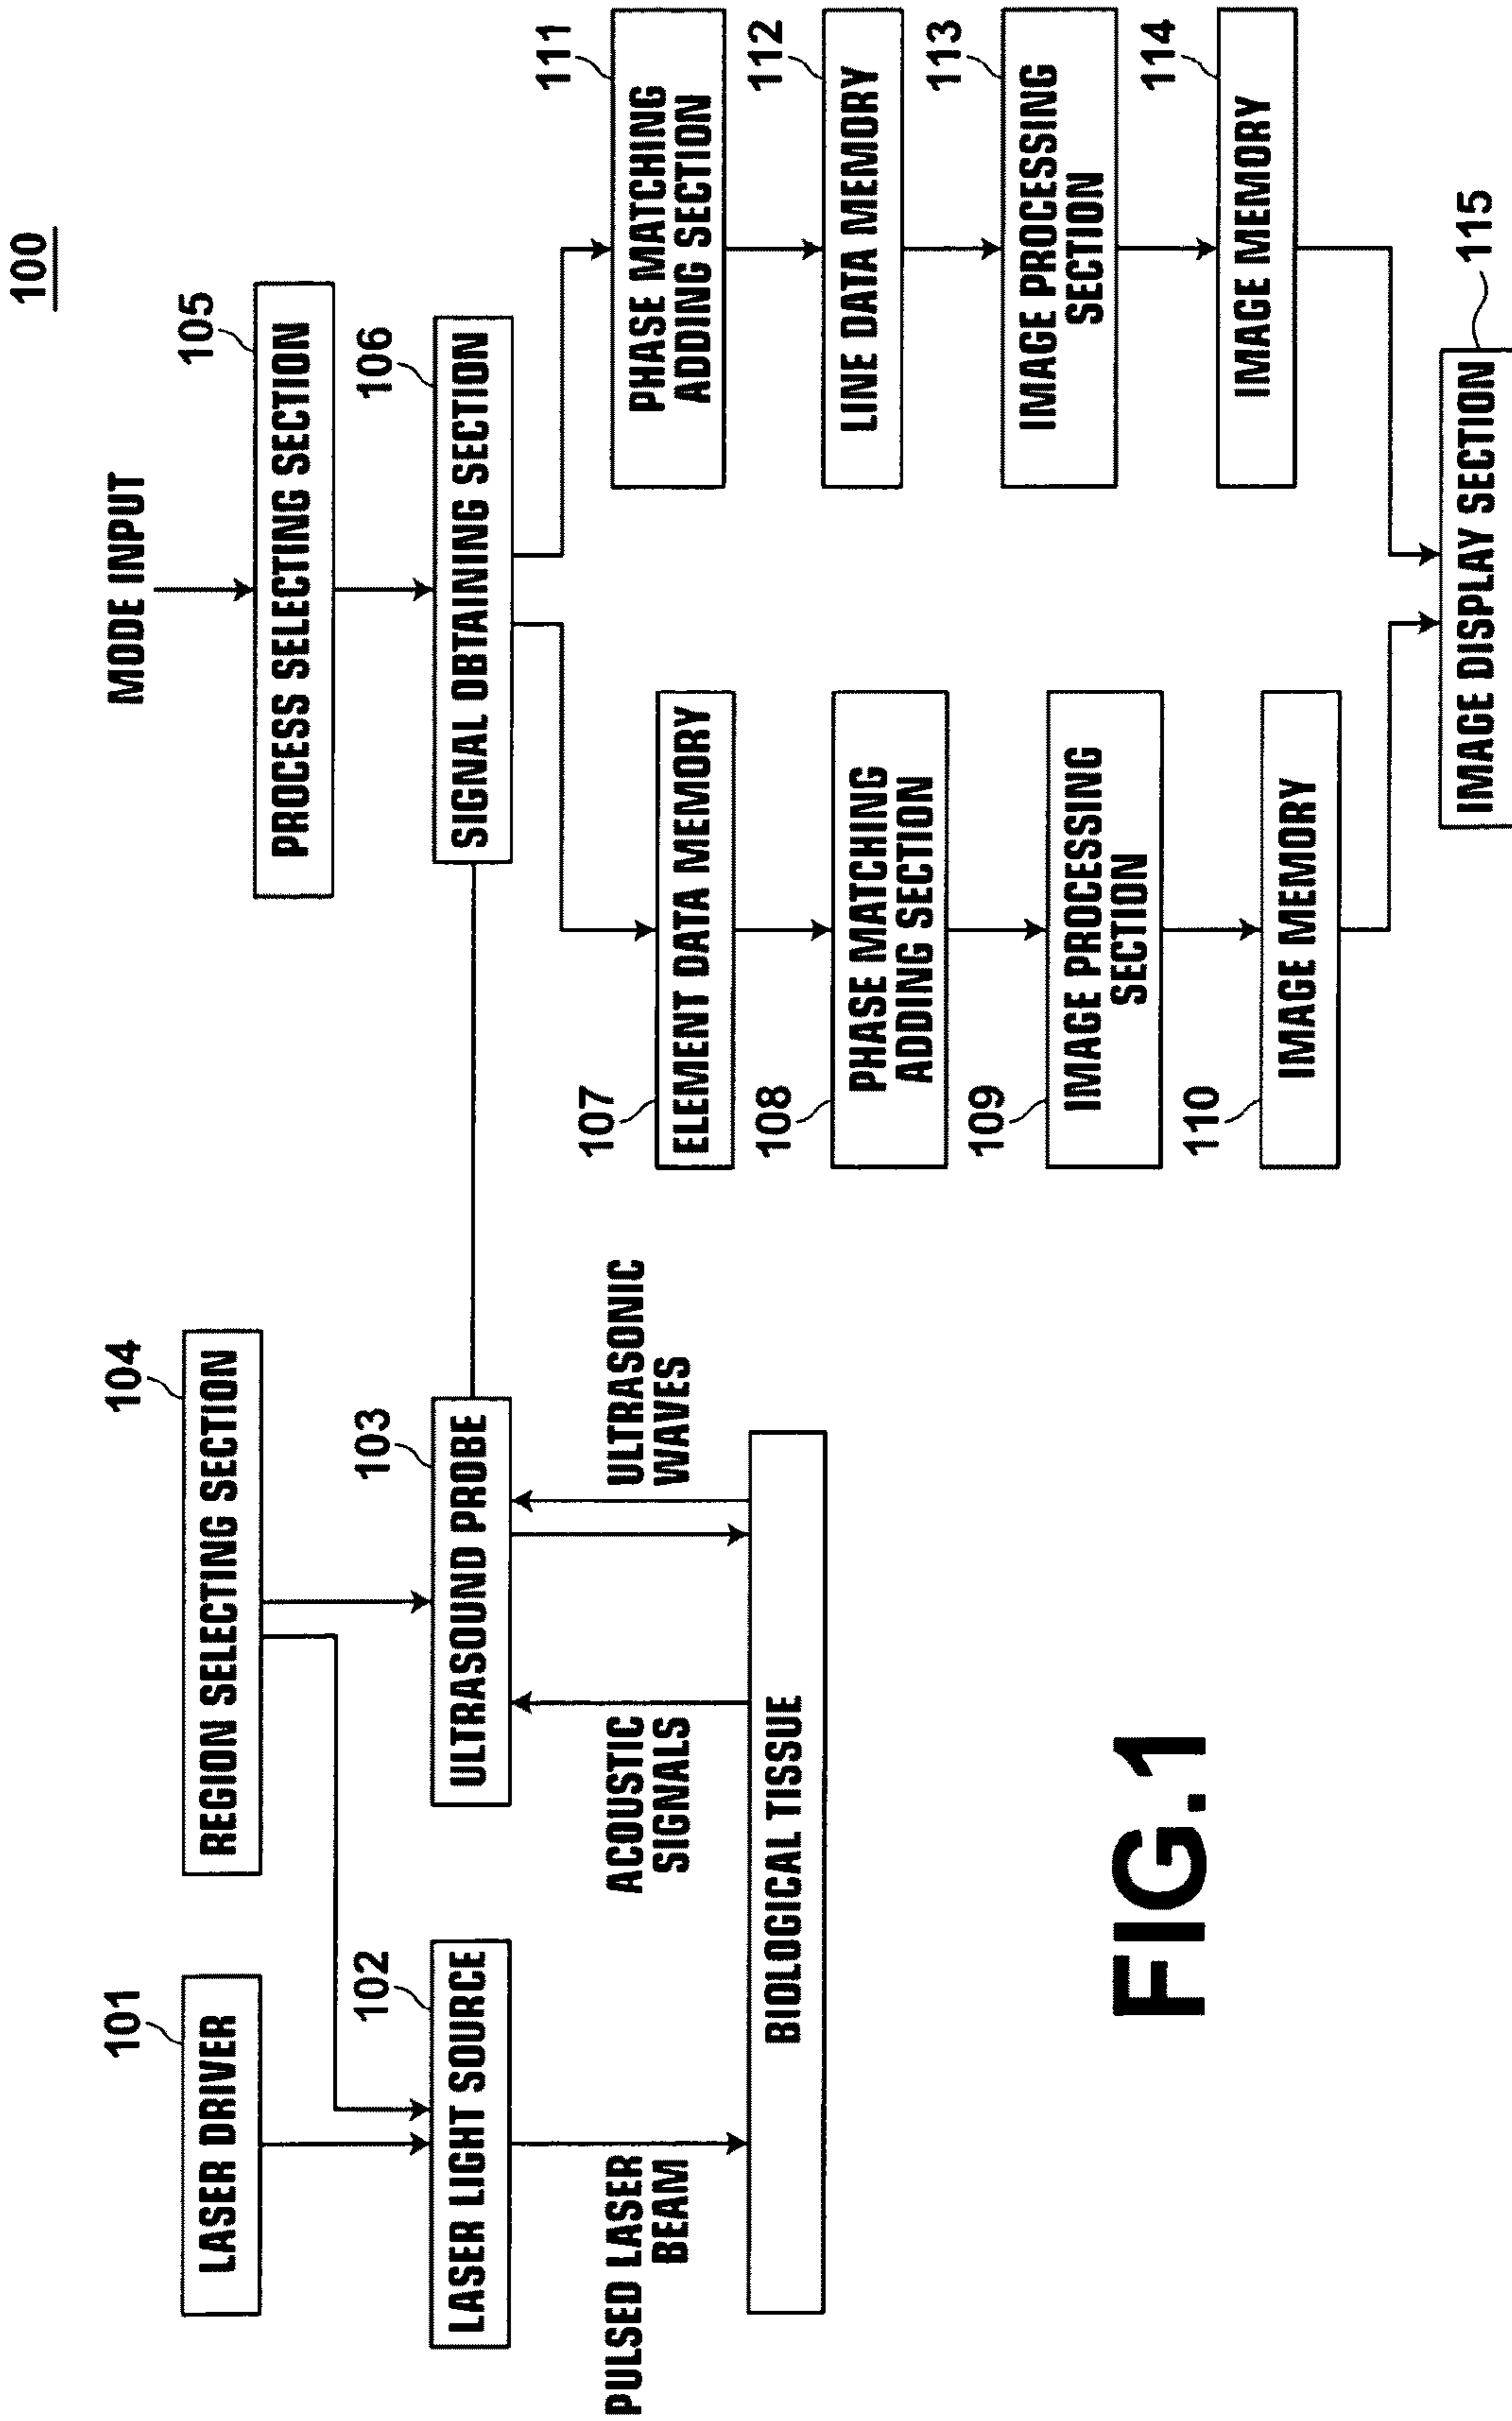 100
LASER DRIVER
101
REGION SELECTING SECTION
104
LASER LIGHT SOURCE
102
ULTRASOUND PROBE
103
PULSED LASER
BEAM
ACOUSTIC
SIGNALS
ULTRASONIC
WAVES
BIOLOGICAL TISSUE
MODE INPUT
PROCESS SELECTING SECTION
105
SIGNAL OBTAINING SECTION
106
107
ELEMENT DATA MEMORY
108
PHASE MATCHING
ADDING SECTION
109
IMAGE PROCESSING
SECTION
110
IMAGE MEMORY
111
PHASE MATCHING
ADDING SECTION
112
LINE DATA MEMORY
113
IMAGE PROCESSING
SECTION
114
IMAGE MEMORY
IMAGE DISPLAY SECTION
115
FIG.1